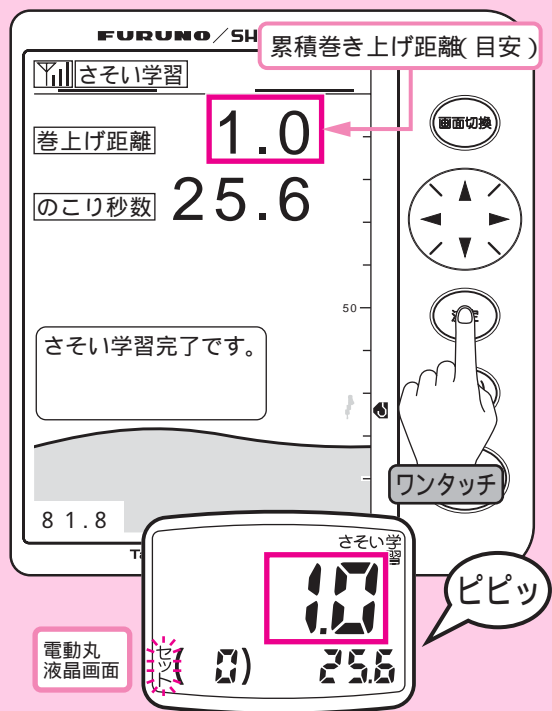 FURUNO/SH
累積巻き上げ距離(目安)
さそい学習
巻上げ距離
1.0
画面切換
のこり秒数
25.6
50
さそい学習完了です。
ワンタッチ
81.8
さそい学習
1.0
ピピッ
電動丸
液晶画面
セット
( 0)
25.6